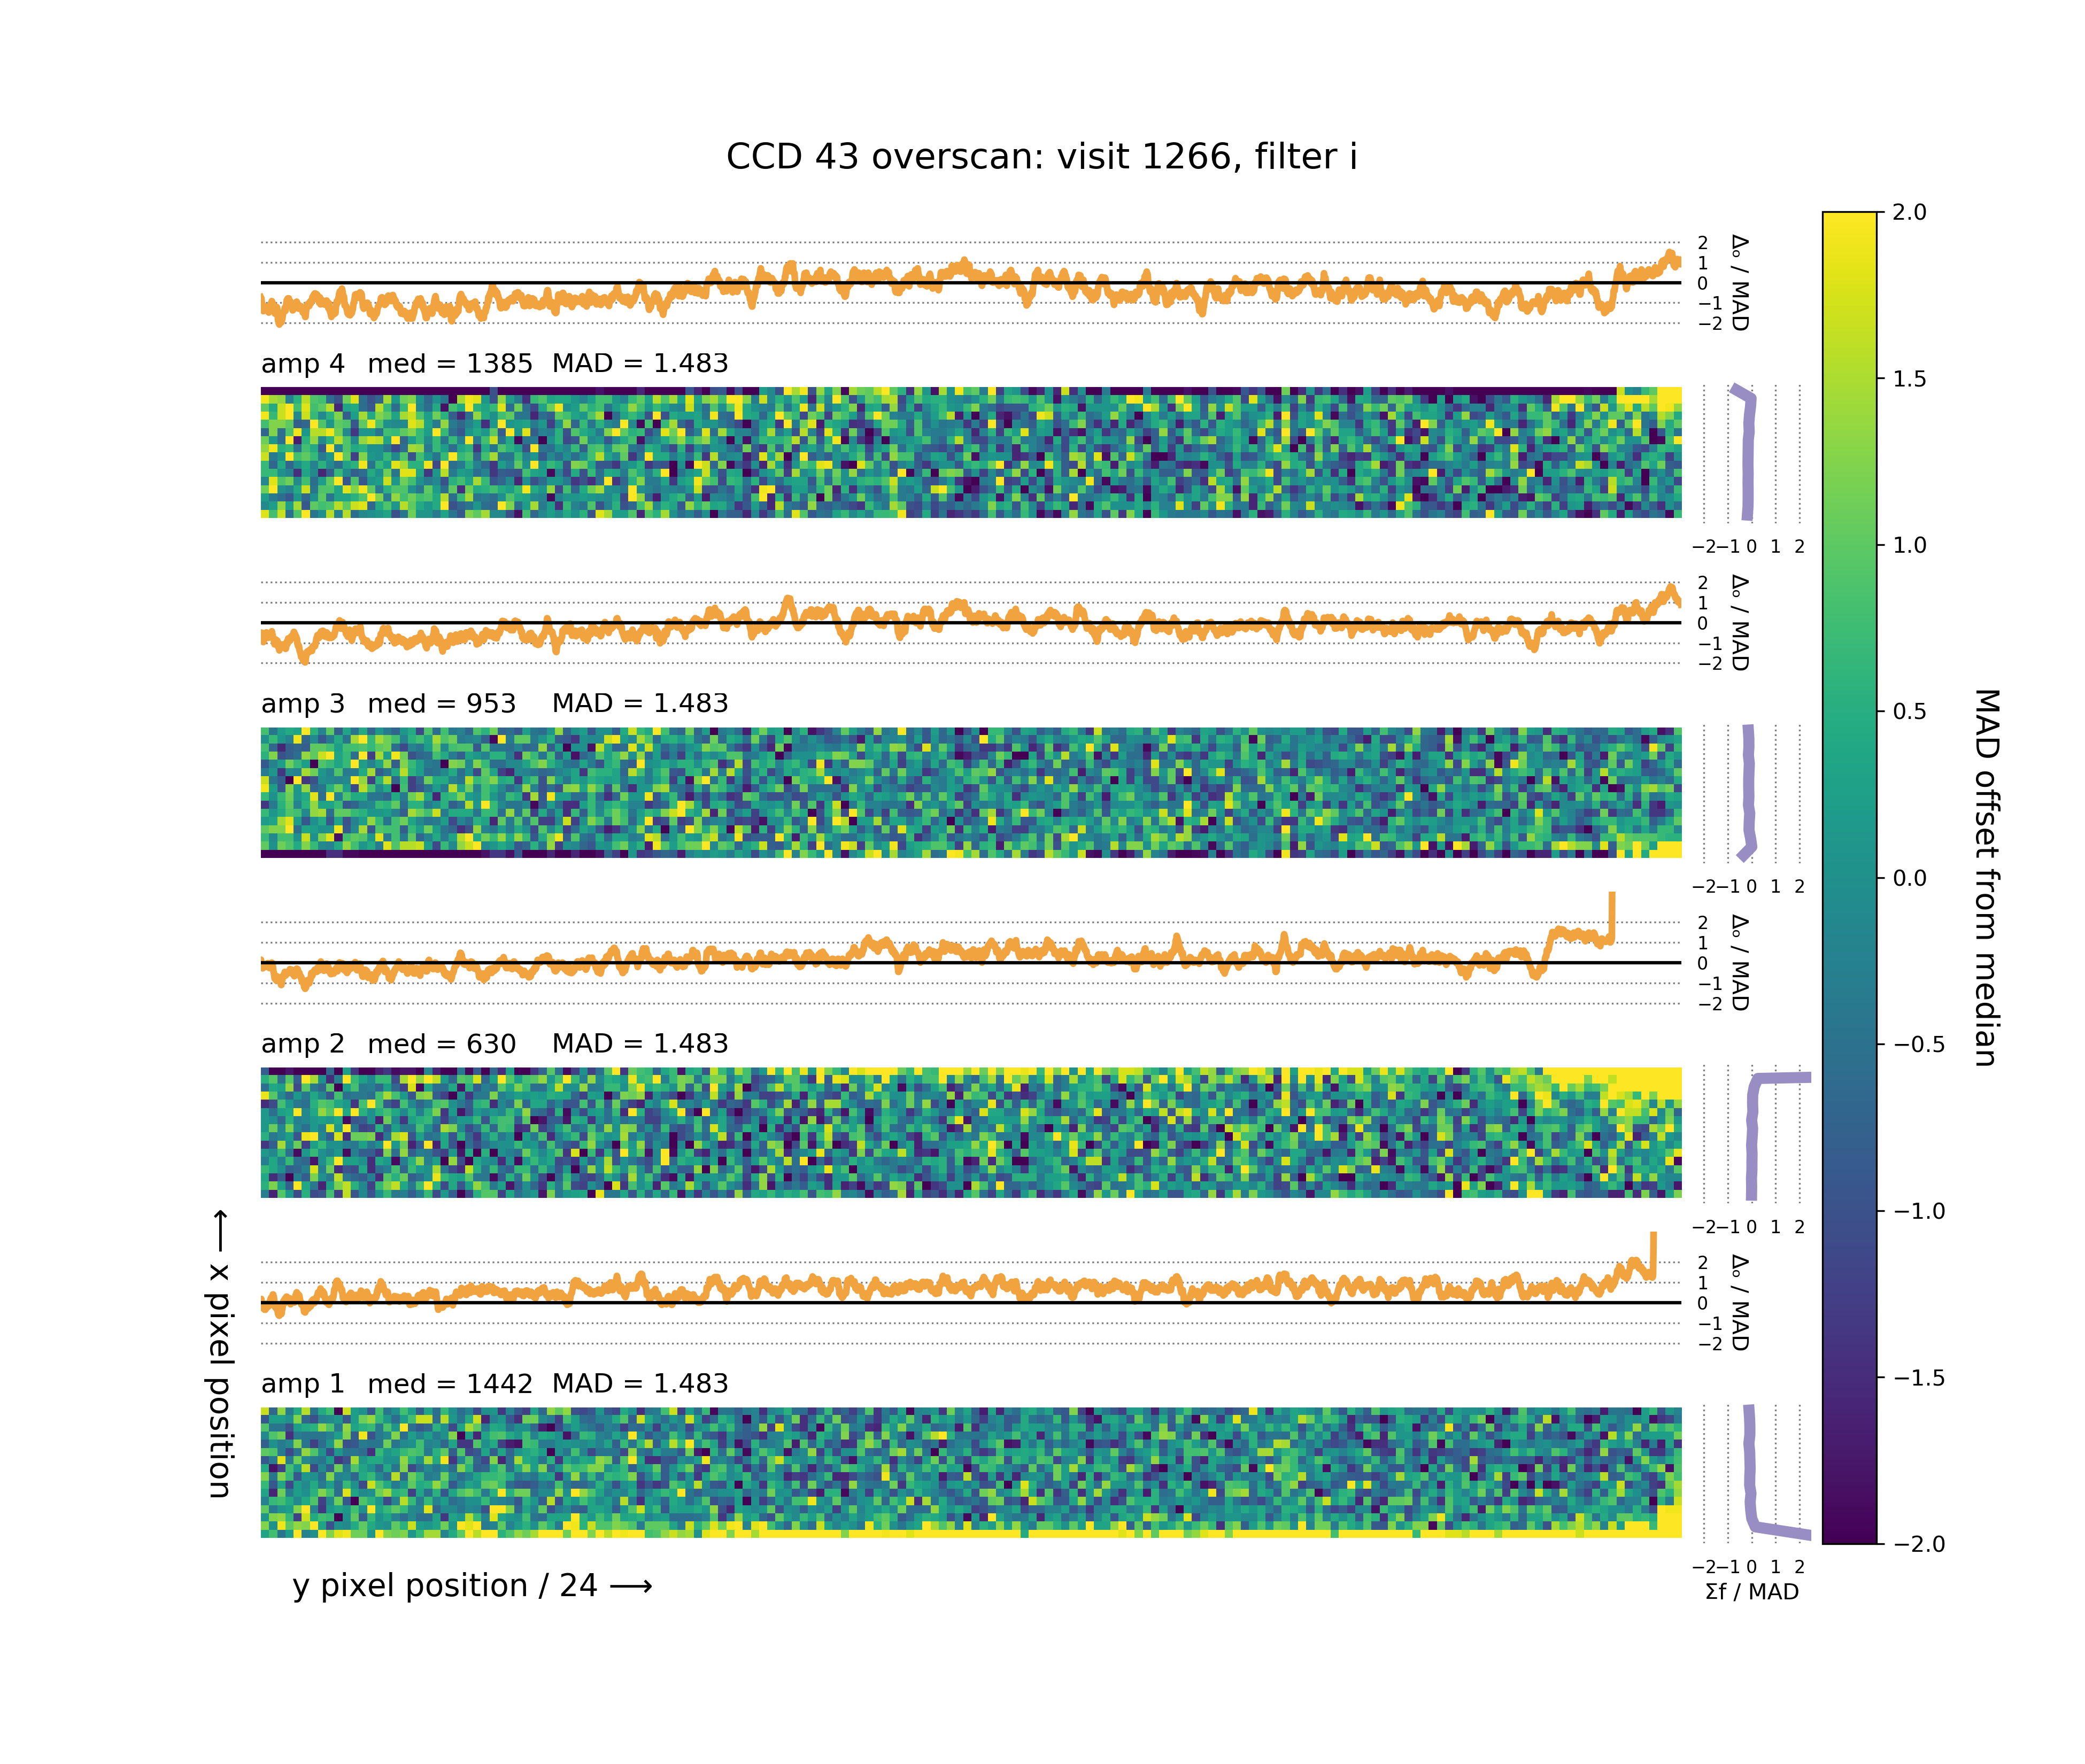 CCD 43 overscan: visit 1266, filter i
2
1
0
−1
−2
Δₒ / MAD
amp 4 med = 1385 MAD = 1.483
−2 −1 0 1 2
2
1
0
−1
−2
Δₒ / MAD
amp 3 med = 953 MAD = 1.483
−2 −1 0 1 2
2
1
0
−1
−2
Δₒ / MAD
amp 2 med = 630 MAD = 1.483
−2 −1 0 1 2
2
1
0
−1
−2
Δₒ / MAD
amp 1 med = 1442 MAD = 1.483
−2 −1 0 1 2
Σf / MAD
y pixel position / 24 ⟶
⟵ x pixel position
2.0
1.5
1.0
0.5
0.0
−0.5
−1.0
−1.5
−2.0
MAD offset from median